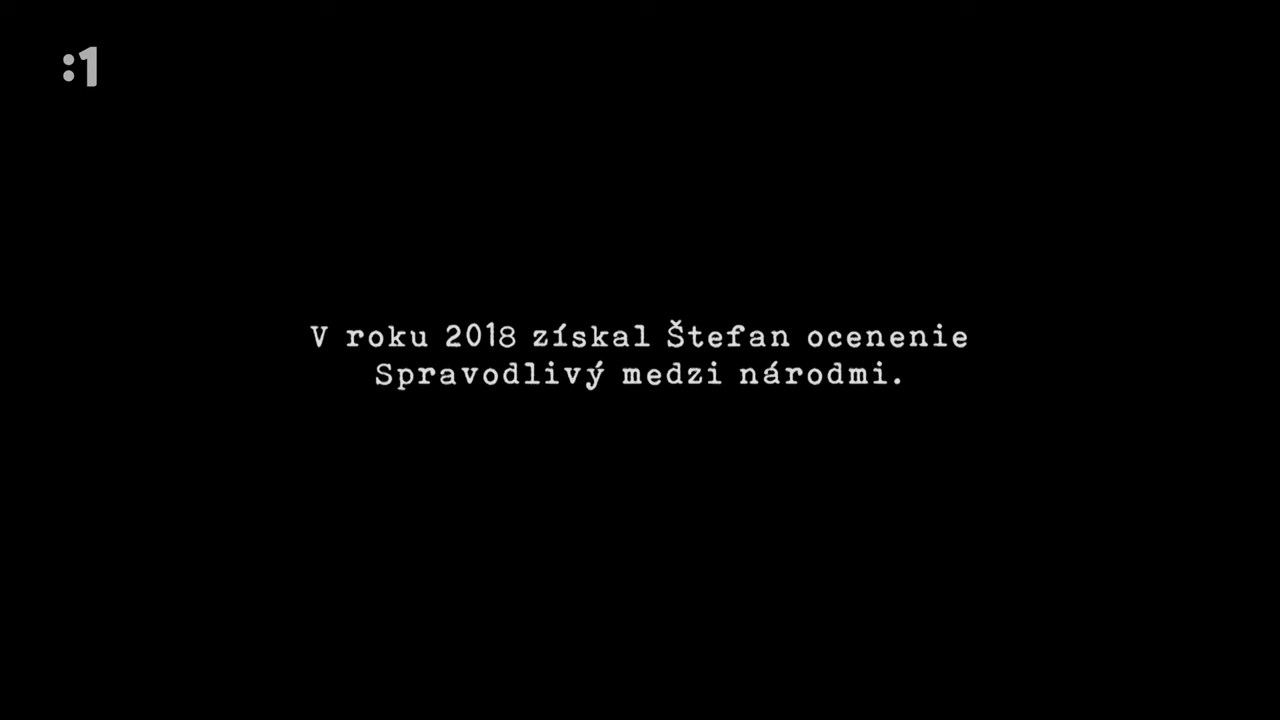 :1
V roku 2018 získal Štefan ocenenie
Spravodlivý medzi národmi.